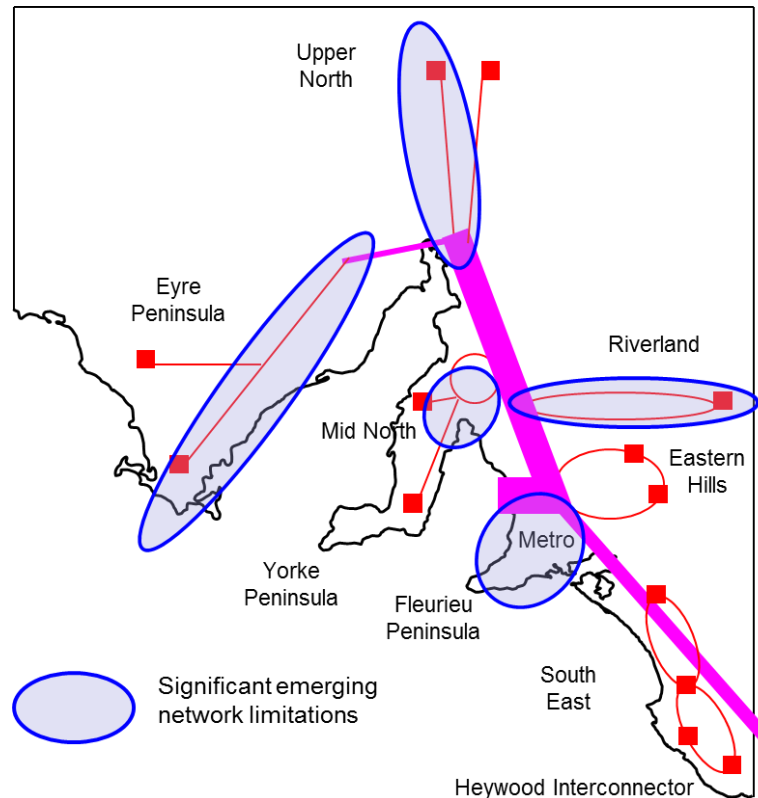 Upper
North
Eyre
Peninsula
Riverland
Mid North
Eastern
Hills
Metro
Yorke
Peninsula
Fleurieu
Peninsula
South
East
Significant emerging
network limitations
Heywood Interconnector